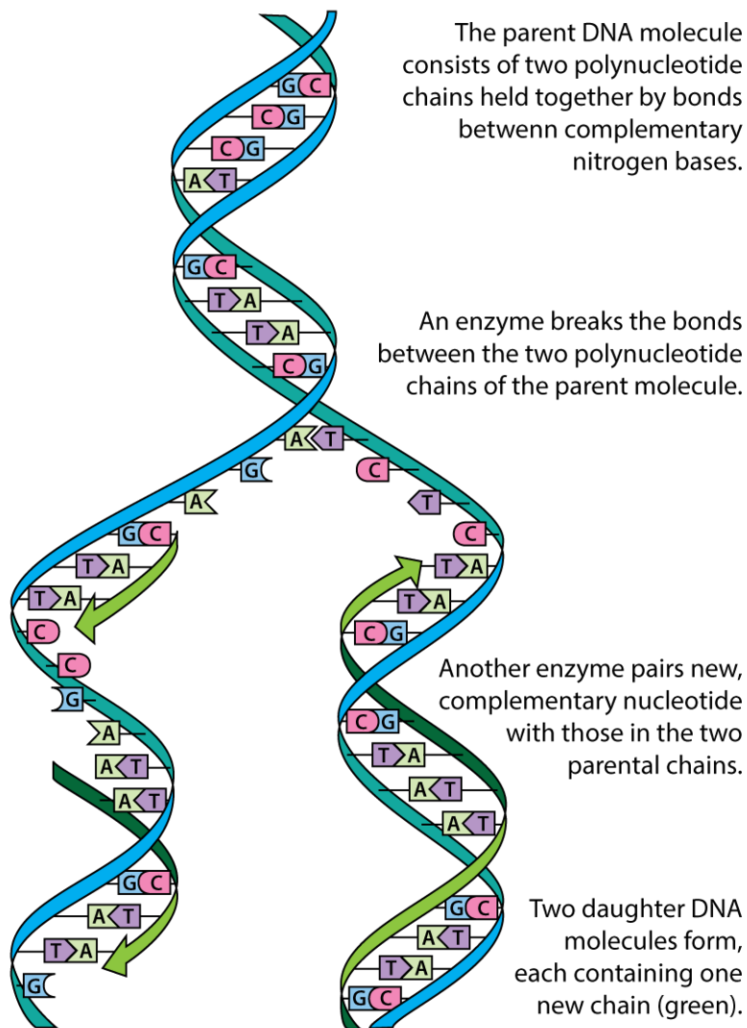 The parent DNA molecule
consists of two polynucleotide
chains held together by bonds
betwenn complementary
nitrogen bases.
G C
C G
C G
A T
G C
T A
T A
C G
An enzyme breaks the bonds
between the two polynucleotide
chains of the parent molecule.
A T
G
C
A
T
G C
C
T A
T A
T A
T A
C
C G
C
G
A
A T
A T
Another enzyme pairs new,
complementary nucleotide
with those in the two
parental chains.
C G
T A
A T
A T
G C
A T
T A
G
G C
A T
T A
G C
Two daughter DNA
molecules form,
each containing one
new chain (green).